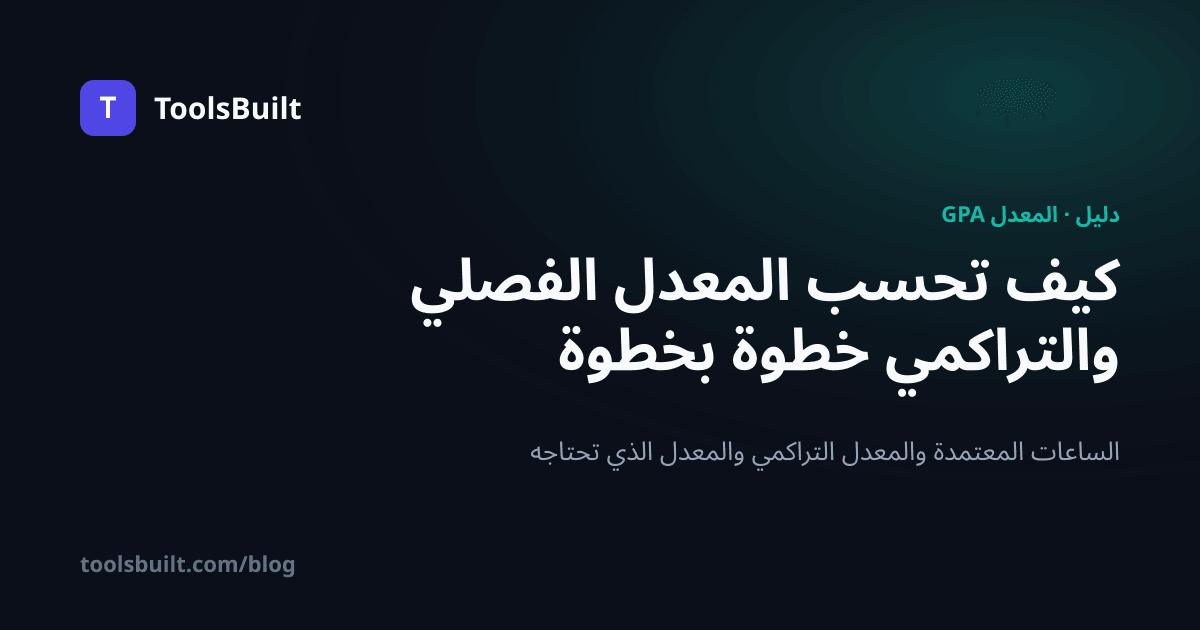 T
ToolsBuilt
دليل · المعدل GPA
كيف تحسب المعدل الفصلي
والتراكمي خطوة بخطوة
الساعات المعتمدة والمعدل التراكمي والمعدل الذي تحتاجه
toolsbuilt.com/blog